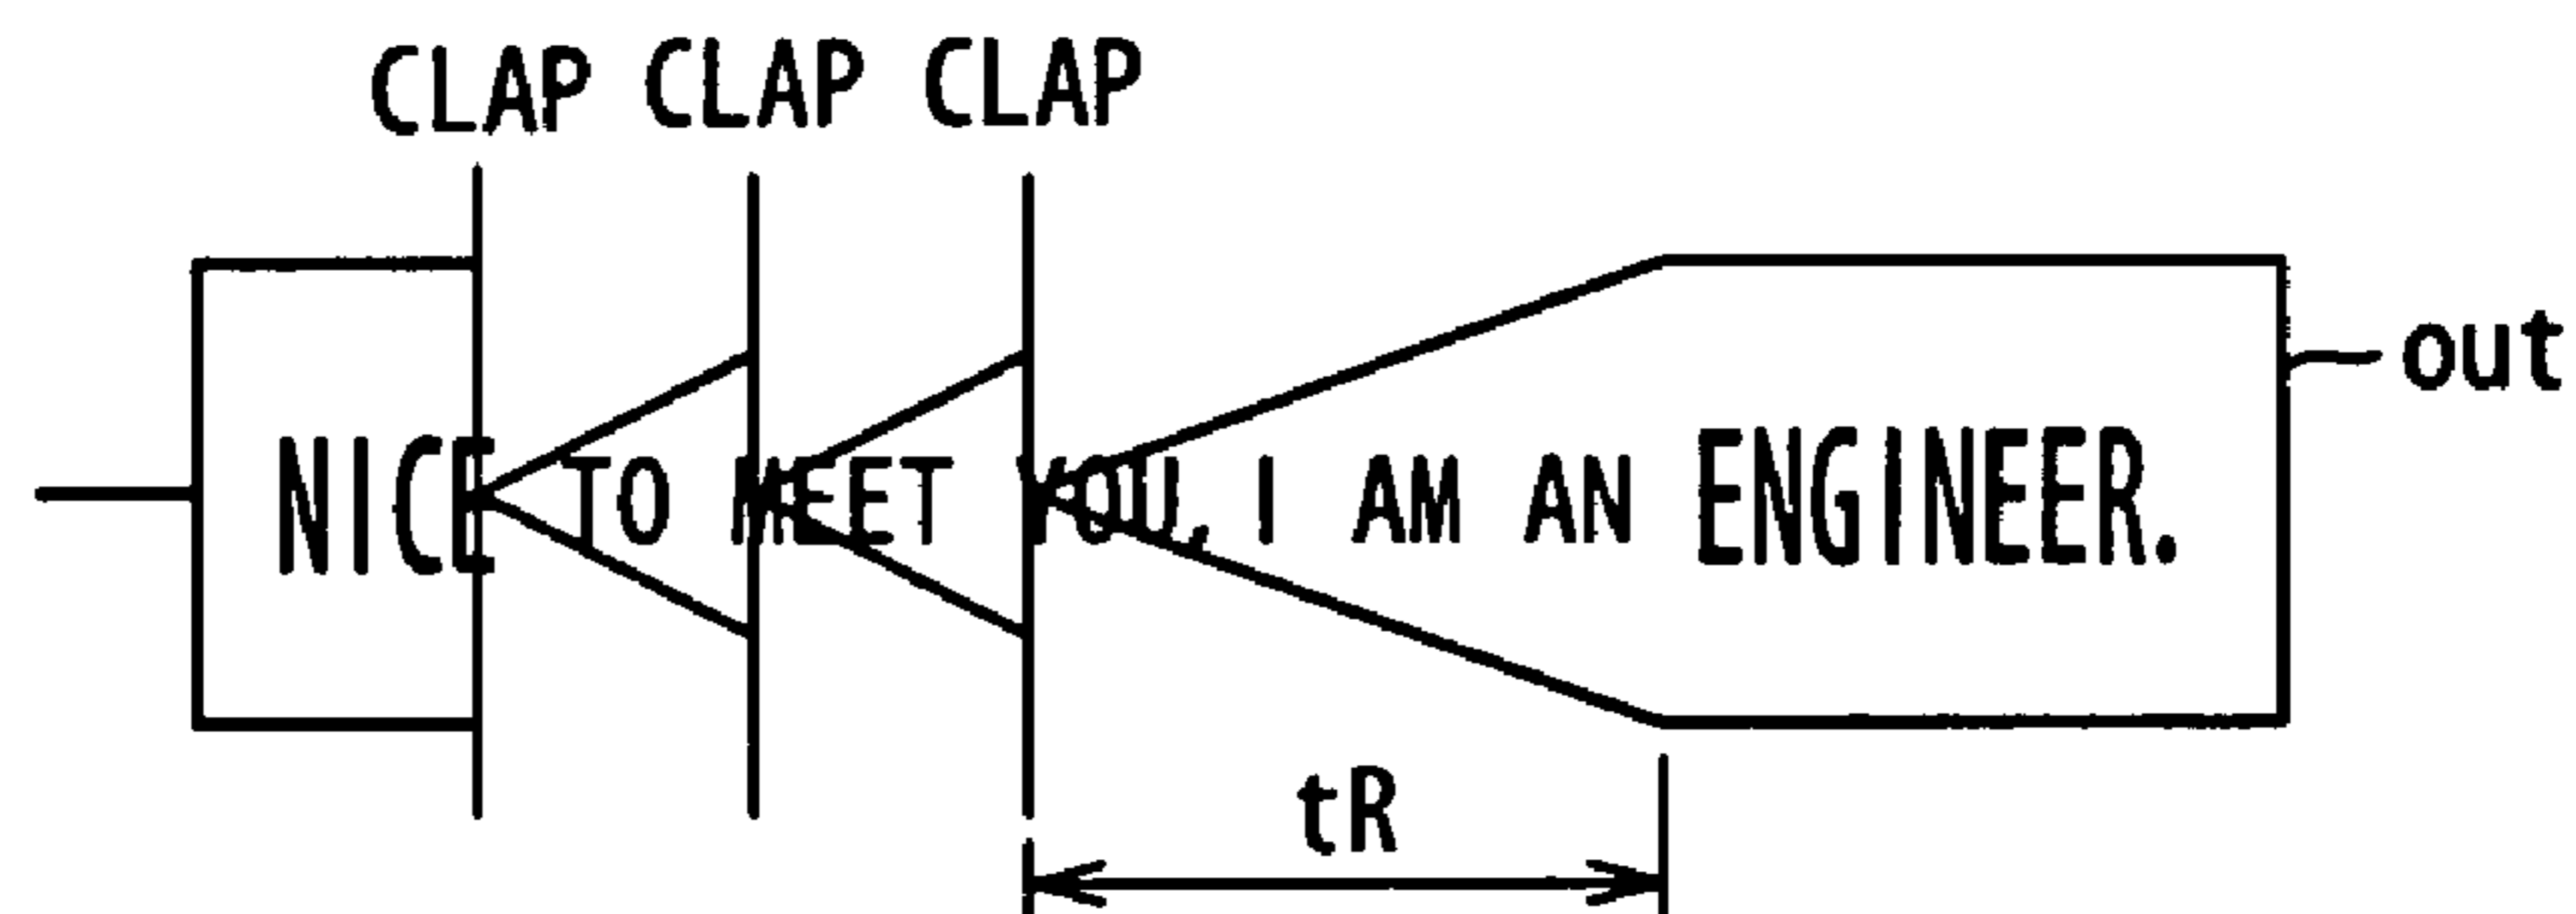 CLAP CLAP CLAP
out
NICE TO MEET YOU, I AM AN ENGINEER.
tR